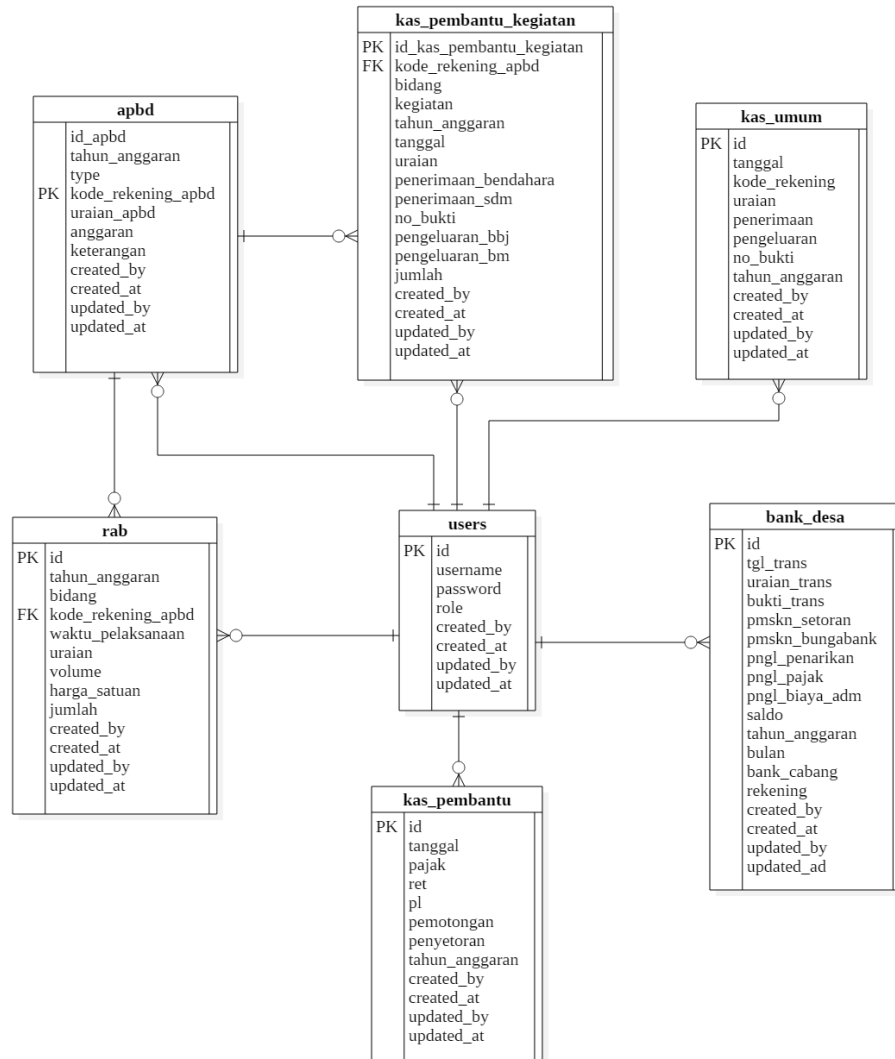 kas_pembantu_kegiatan
PK id_kas_pembantu_kegiatan
FK kode_rekening_apbd
bidang
kegiatan
tahun_anggaran
tanggal
uraian
penerimaan_bendahara
penerimaan_sdm
no_bukti
pengeluaran_bbj
pengeluaran_bm
jumlah
created_by
created_at
updated_by
updated_at
apbd
id_apbd
tahun_anggaran
type
PK kode_rekening_apbd
uraian_apbd
anggaran
keterangan
created_by
created_at
updated_by
updated_at
kas_umum
PK id
tanggal
kode_rekening
uraian
penerimaan
pengeluaran
no_bukti
tahun_anggaran
created_by
created_at
updated_by
updated_at
rab
PK id
tahun_anggaran
bidang
FK kode_rekening_apbd
waktu_pelaksanaan
uraian
volume
harga_satuan
jumlah
created_by
created_at
updated_by
updated_at
users
PK id
username
password
role
created_by
created_at
updated_by
updated_at
bank_desa
PK id
tgl_trans
uraian_trans
bukti_trans
pmskn_setoran
pmskn_bungabank
pngl_penarikan
pngl_pajak
pngl_biaya_adm
saldo
tahun_anggaran
bulan
bank_cabang
rekening
created_by
created_at
updated_by
updated_ad
kas_pembantu
PK id
tanggal
pajak
ret
pl
pemotongan
penyetoran
tahun_anggaran
created_by
created_at
updated_by
updated_at